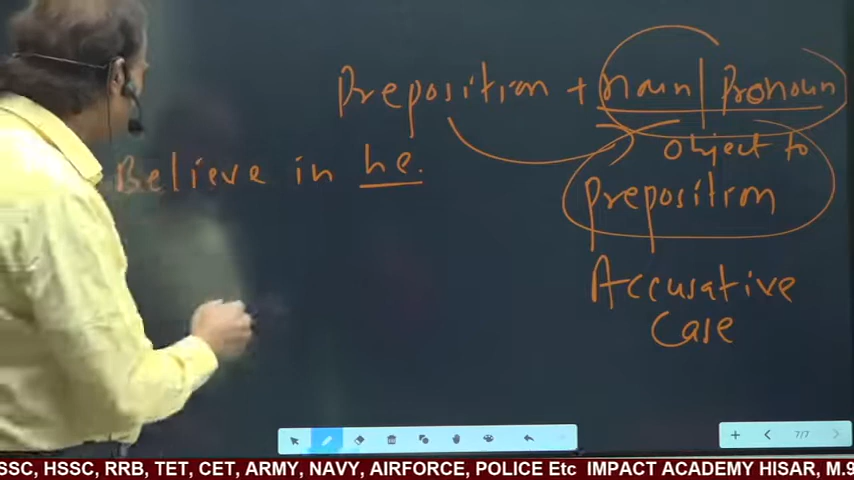 Preposition + noun | Pronoun
object to
Believe in he.
preposition
Accusative
Case
7/7
SSC, HSSC, RRB, TET, CET, ARMY, NAVY, AIRFORCE, POLICE Etc IMPACT ACADEMY HISAR, M.9